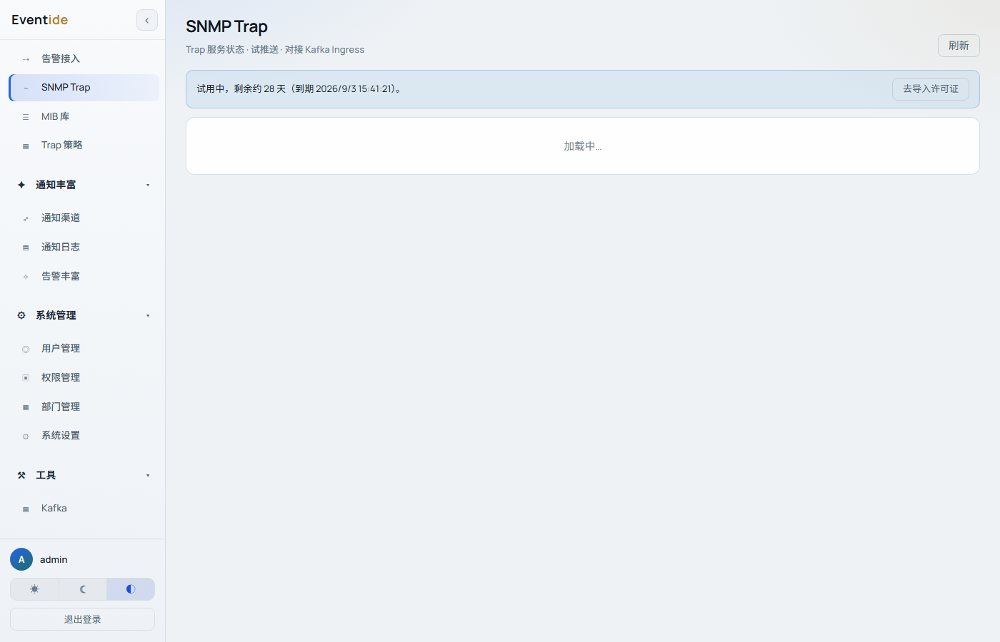 Eventide
告警接入
SNMP Trap
MIB 库
Trap 策略
通知丰富
通知渠道
通知日志
告警丰富
系统管理
用户管理
权限管理
部门管理
系统设置
工具
Kafka
A admin
退出登录
SNMP Trap
Trap 服务状态 · 试推送 · 对接 Kafka Ingress
刷新
试用中，剩余约 28 天（到期 2026/9/3 15:41:21）。
去导入许可证
加载中…